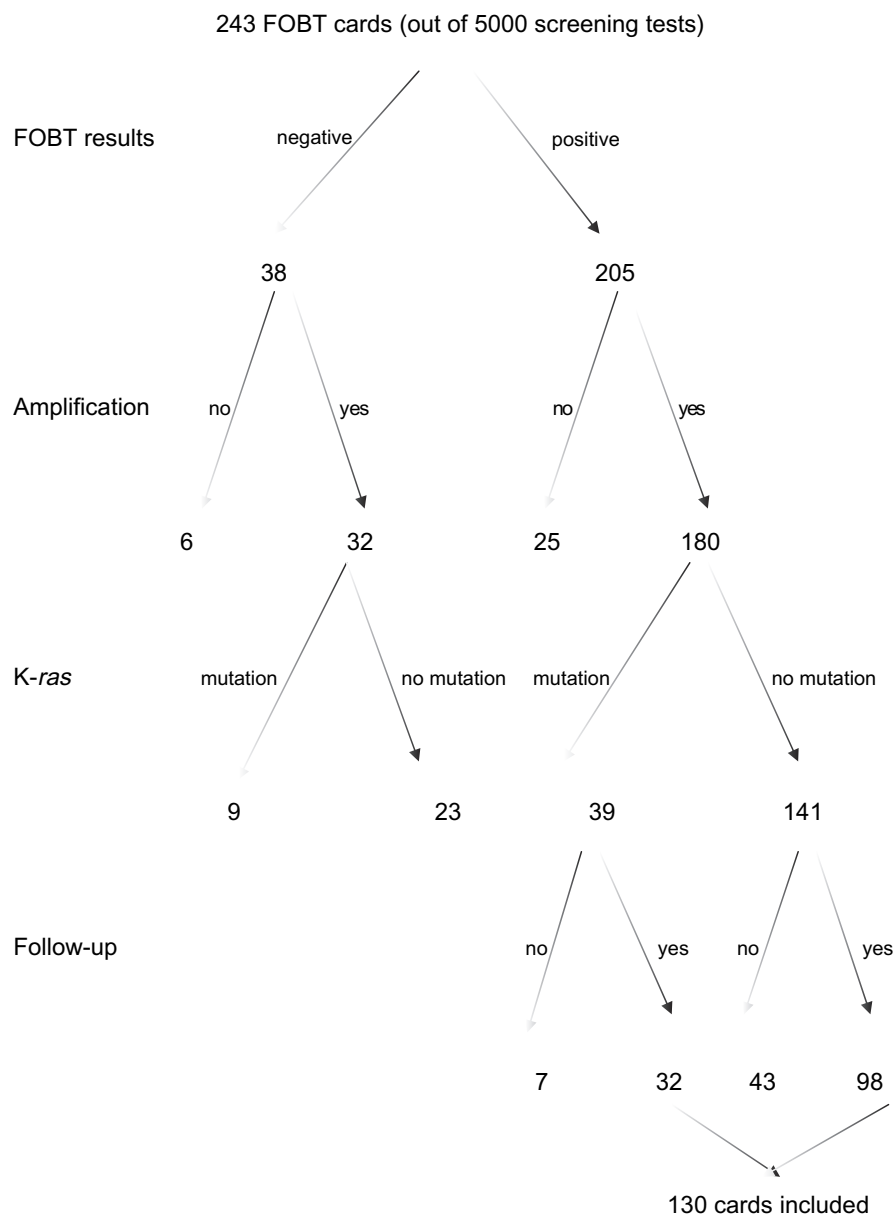 243 FOBT cards (out of 5000 screening tests)
FOBT results negative positive
38 205
Amplification no yes no yes
6 32 25 180
K-ras mutation no mutation mutation no mutation
9 23 39 141
Follow-up no yes no yes
7 32 43 98
130 cards included